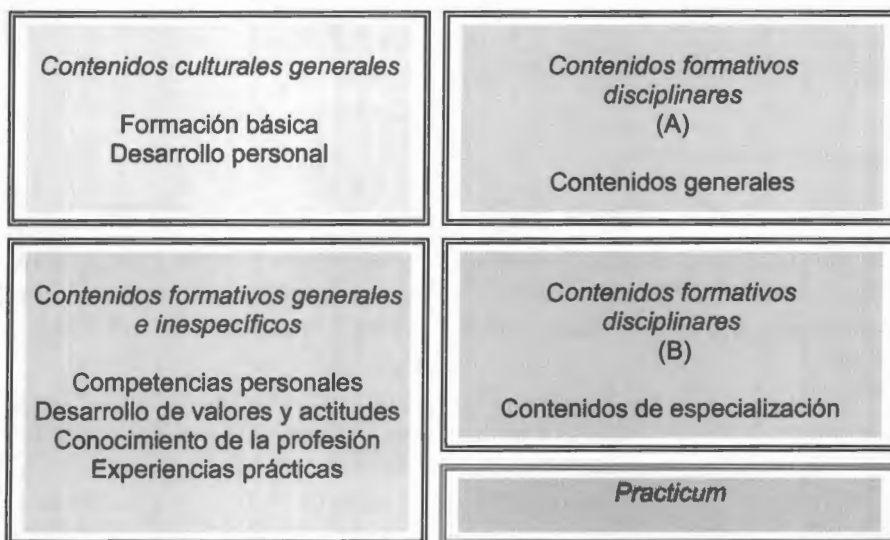 Contenidos culturales generales
Formación básica
Desarrollo personal
Contenidos formativos
disciplinares
(A)
Contenidos generales
Contenidos formativos generales
e inespecíficos
Competencias personales
Desarrollo de valores y actitudes
Conocimiento de la profesión
Experiencias prácticas
Contenidos formativos
disciplinares
(B)
Contenidos de especialización
Practicum